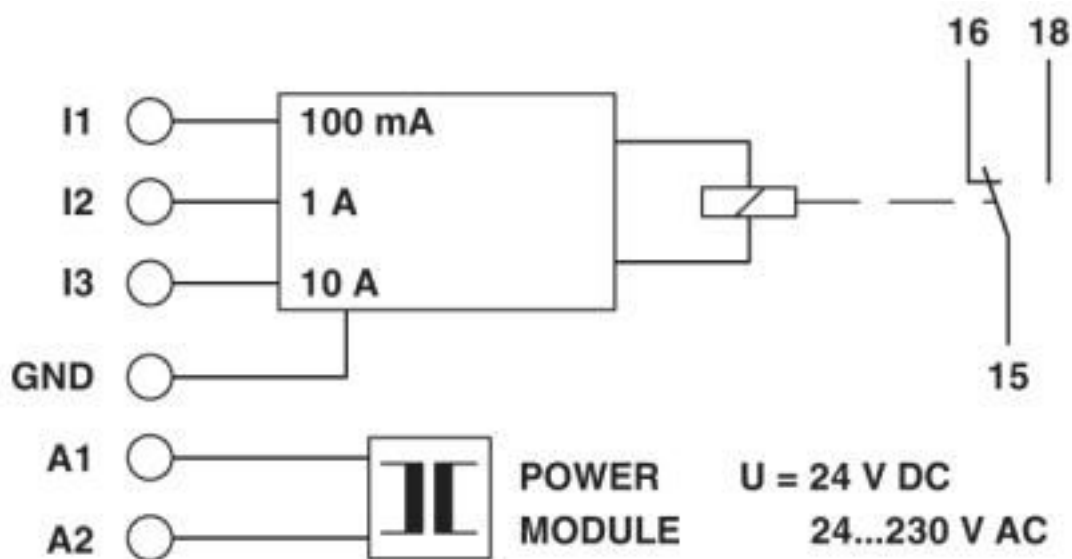 16 18
I1 100 mA
I2 1 A
I3 10 A
GND
15
A1
POWER U = 24 V DC
A2 MODULE 24...230 V AC